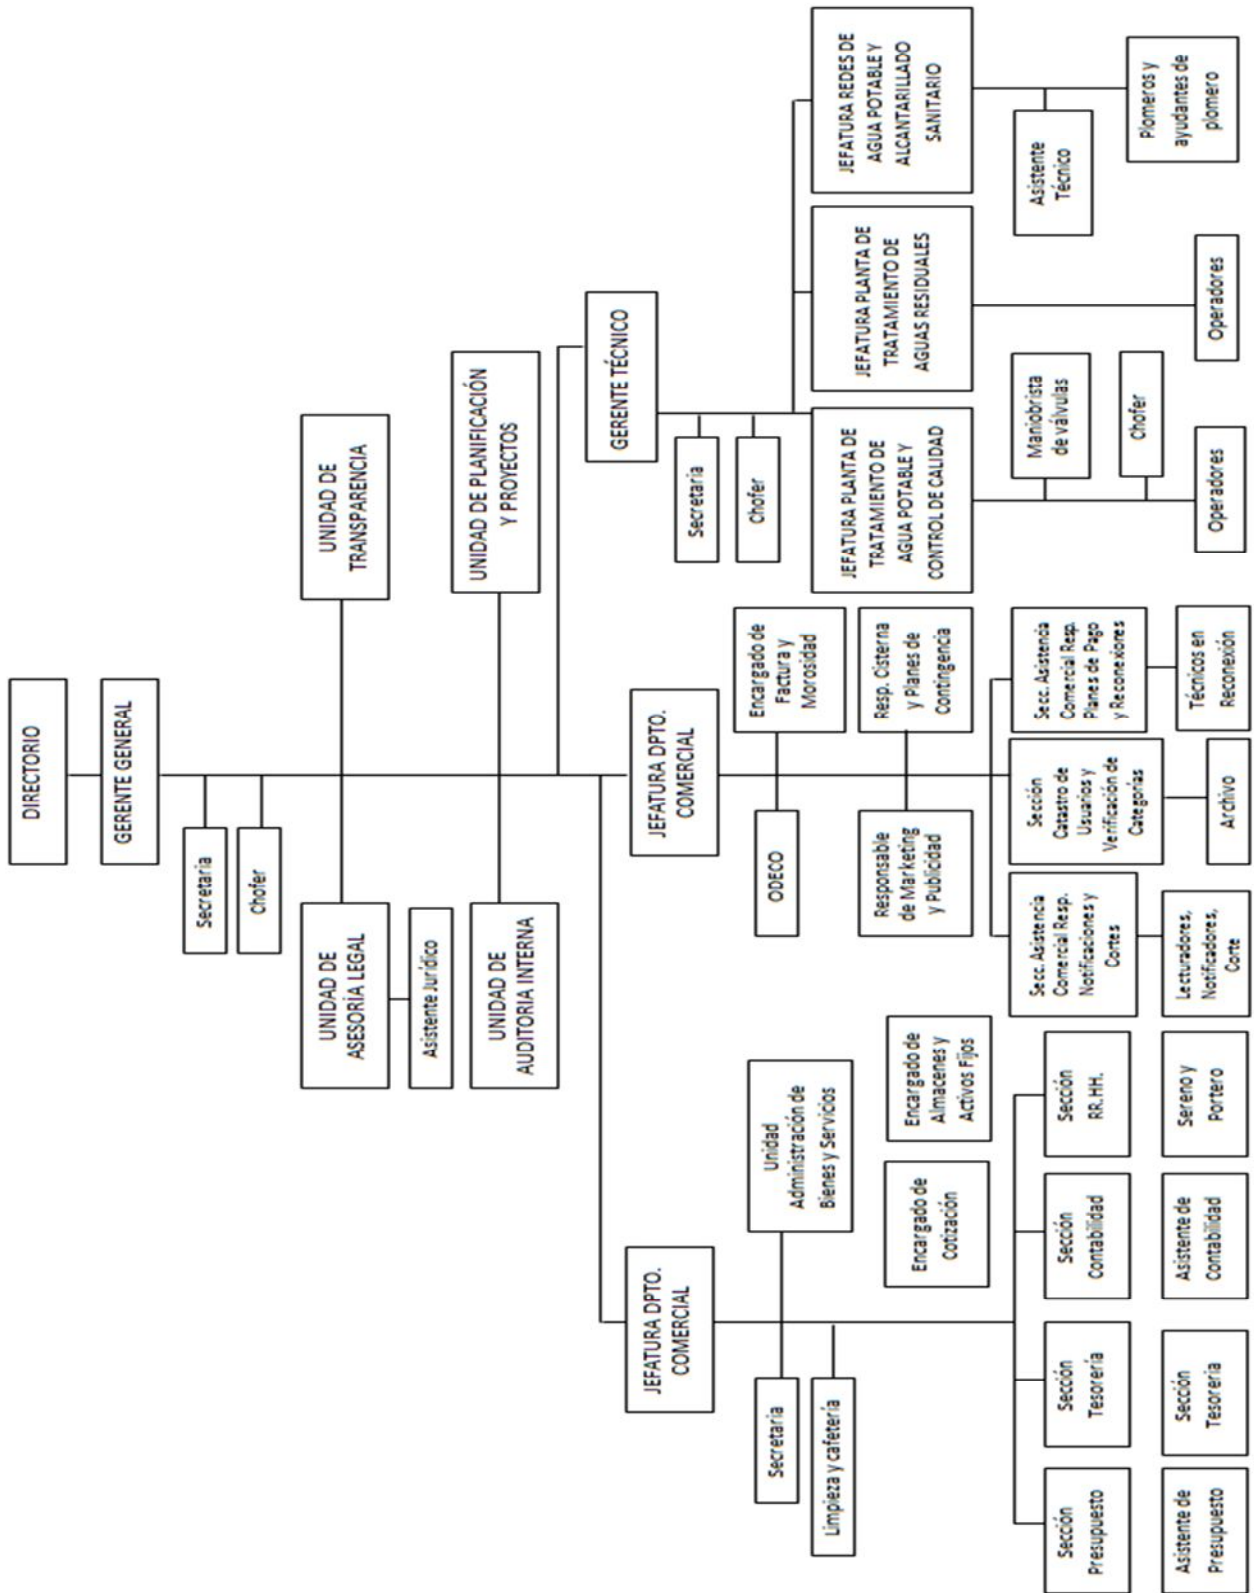 DIRECTORIO
GERENTE GENERAL
Secretaria
Chofer
UNIDAD DE
ASESORIA LEGAL
UNIDAD DE
TRANSPARENCIA
Asistente Jurídico
UNIDAD DE
AUDITORIA INTERNA
UNIDAD DE PLANIFICACIÓN
Y PROYECTOS
GERENTE TÉCNICO
Secretaria
Chofer
JEFATURA DPTO.
COMERCIAL
Secretaria
Limpieza y cafetería
Unidad
Administración de
Bienes y Servicios
Encargado de
Cotización
Encargado de
Almacenes y
Activos Fijos
Sección
Presupuesto
Sección
Tesorería
Sección
Contabilidad
Sección
RR.HH.
Asistente de
Presupuesto
Sección
Tesoreria
Asistente de
Contabilidad
Sereno y
Portero
JEFATURA DPTO.
COMERCIAL
ODECO
Encargado de
Factura y
Morosidad
Responsable
de Marketing
y Publicidad
Resp. Cisterna
y Planes de
Contingencia
Secc. Asistencia
Comercial Resp.
Notificaciones y
Cortes
Sección
Catastro de
Usuarios y
Verificación de
Categorías
Secc. Asistencia
Comercial Resp.
Planes de Pago
y Reconexiores
Lecturadores,
Notificadores,
Corte
Archivo
Técnicos en
Reconexión
JEFATURA PLANTA DE
TRATAMIENTO DE
AGUA POTABLE Y
CONTROL DE CALIDAD
JEFATURA PLANTA DE
TRATAMIENTO DE
AGUAS RESIDUALES
JEFATURA REDES DE
AGUA POTABLE Y
ALCANTARILLADO
SANITARIO
Maniobrista
de válvulas
Chofer
Operadores
Operadores
Asistente
Técnico
Plomeros y
ayudantes de
plomero